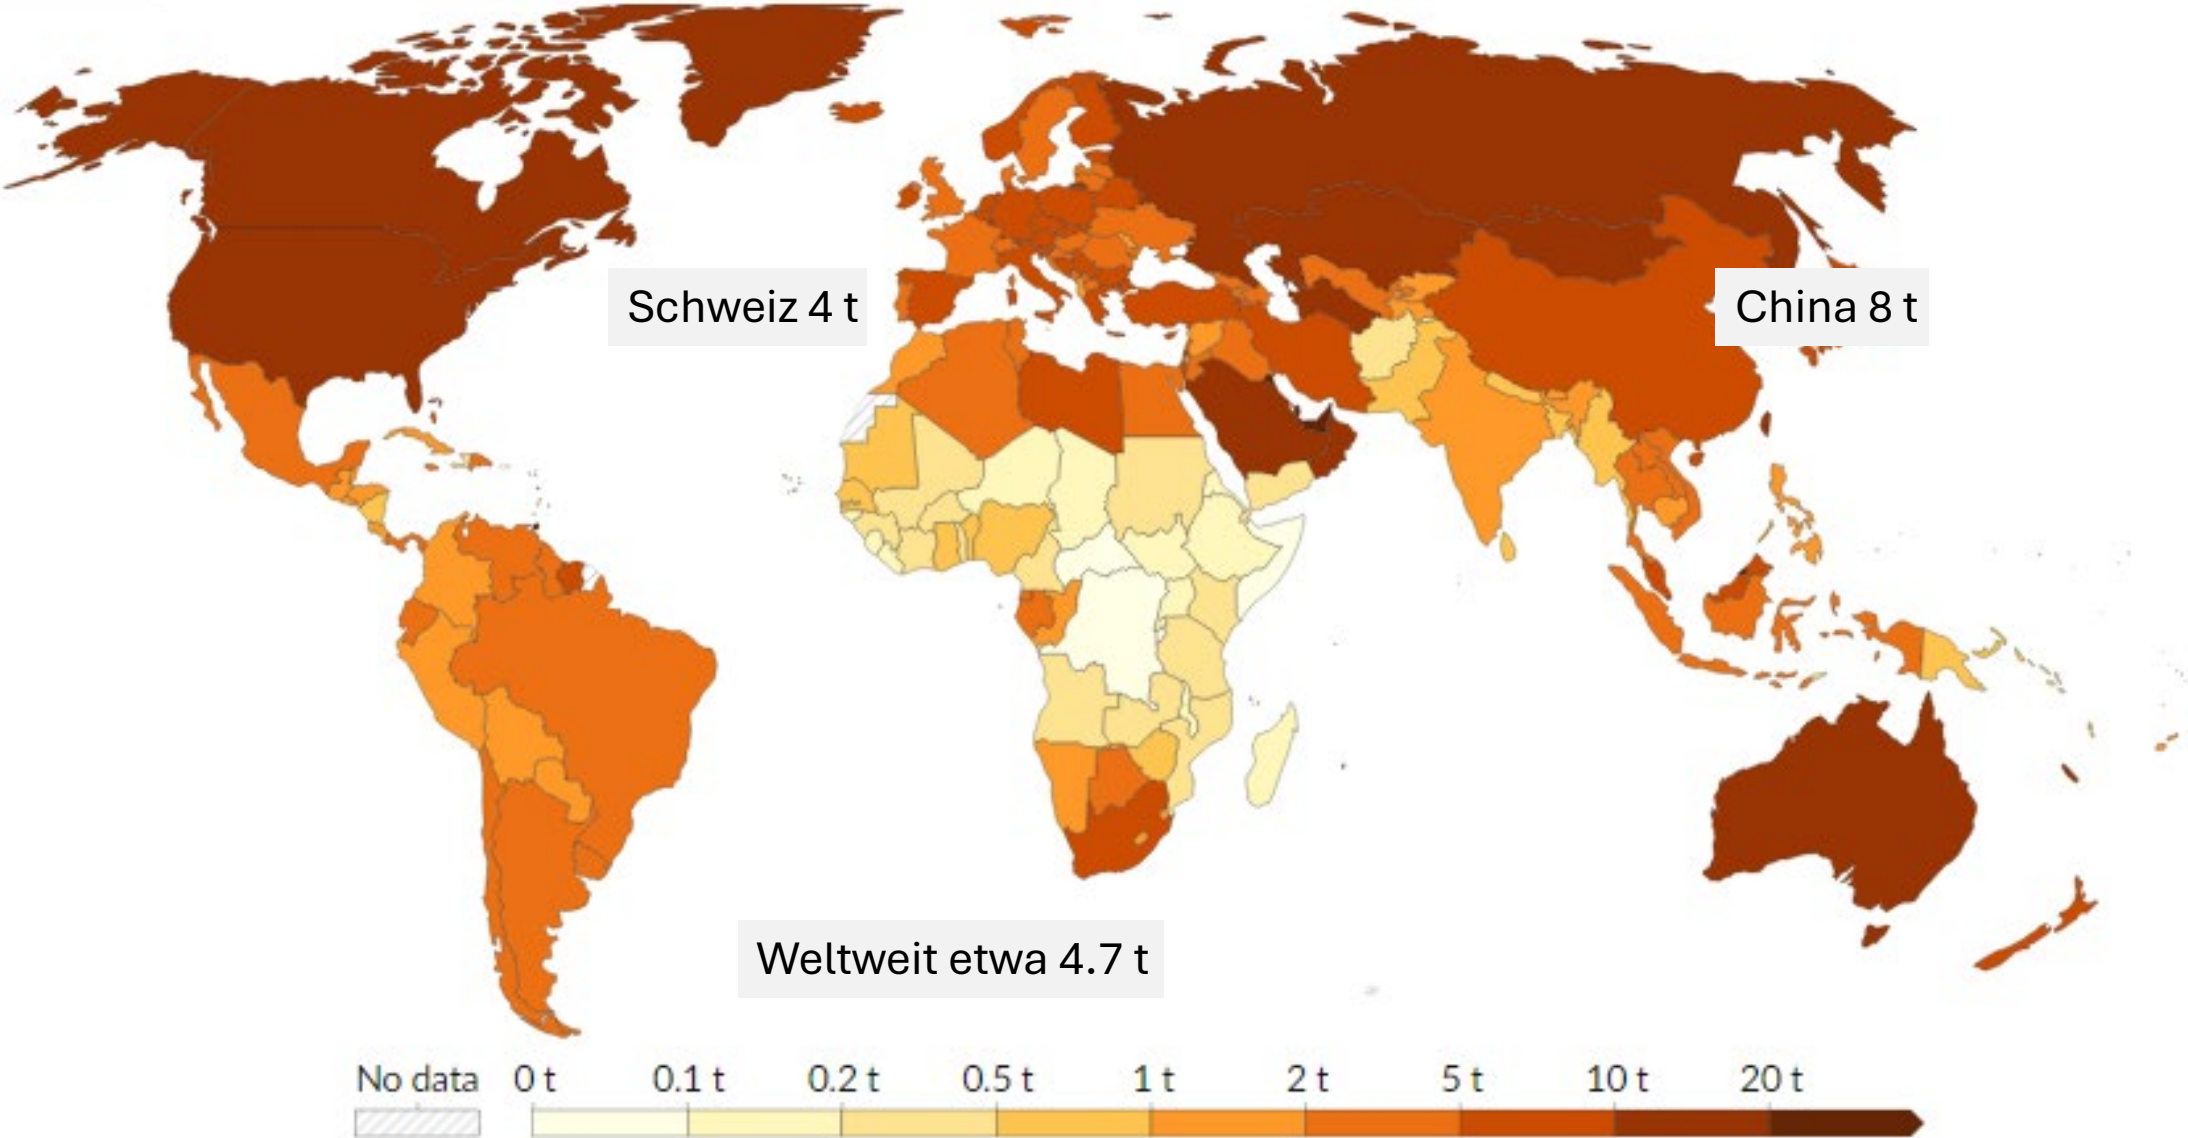 Schweiz 4 t
China 8 t
Weltweit etwa 4.7 t
No data 0 t 0.1 t 0.2 t 0.5 t 1 t 2 t 5 t 10 t 20 t